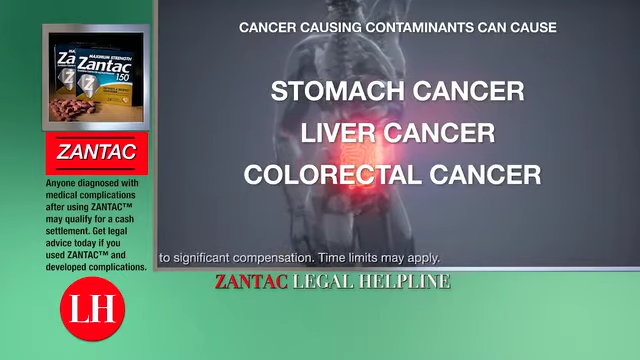 CANCER CAUSING CONTAMINANTS CAN CAUSE
STOMACH CANCER
LIVER CANCER
COLORECTAL CANCER
to significant compensation. Time limits may apply.
MAXIMUM STRENGTH
Zantac
150
ZANTAC
Anyone diagnosed with
medical complications
after using ZANTAC™
may qualify for a cash
settlement. Get legal
advice today if you
used ZANTAC™ and
developed complications.
LH
ZANTAC LEGAL HELPLINE